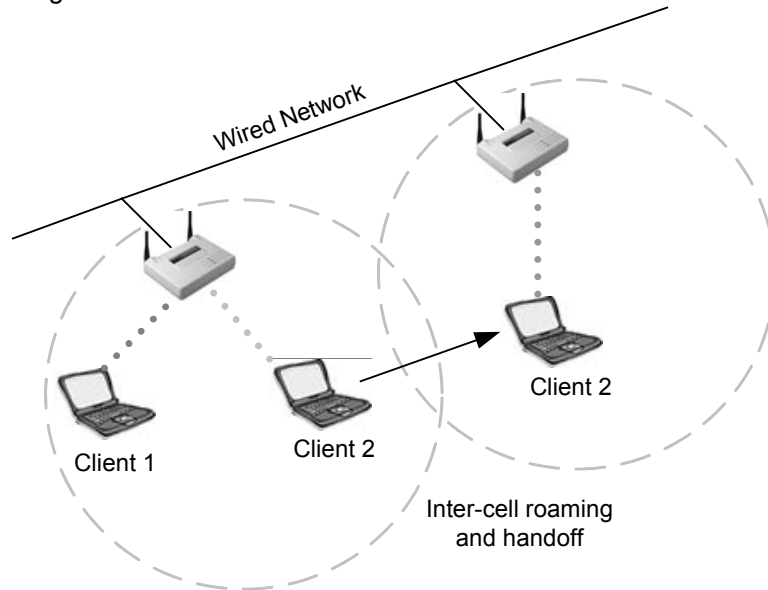 Wired Network
Client 2
Client 2
Client 1
Inter-cell roaming
and handoff